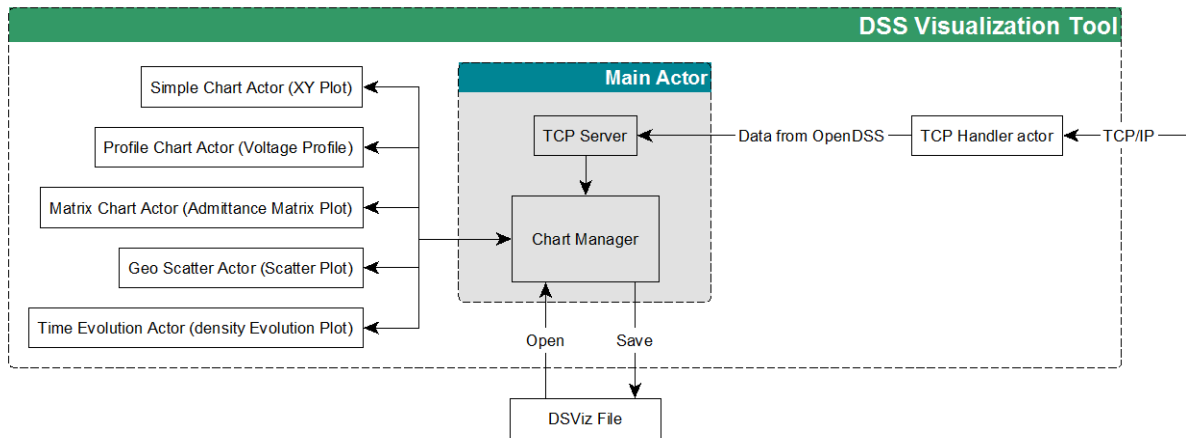 DSS Visualization Tool
Main Actor
Simple Chart Actor (XY Plot)
TCP Server
Data from OpenDSS
TCP Handler actor
TCP/IP
Profile Chart Actor (Voltage Profile)
Matrix Chart Actor (Admittance Matrix Plot)
Chart Manager
Geo Scatter Actor (Scatter Plot)
Time Evolution Actor (density Evolution Plot)
Open
Save
DSViz File